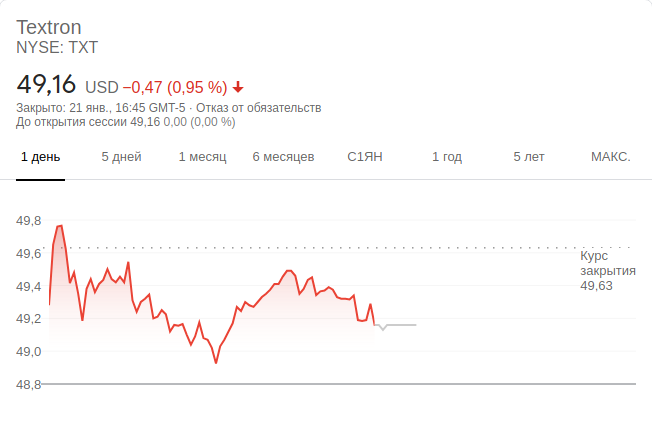 Textron
NYSE: TXT
49,16 USD −0,47 (0,95 %)
Закрыто: 21 янв., 16:45 GMT-5 · Отказ от обязательств
До открытия сессии 49,16 0,00 (0,00 %)
1 день 5 дней 1 месяц 6 месяцев С1ЯН 1 год 5 лет МАКС.
49,8
49,6
Курс
закрытия
49,63
49,4
49,2
49,0
48,8